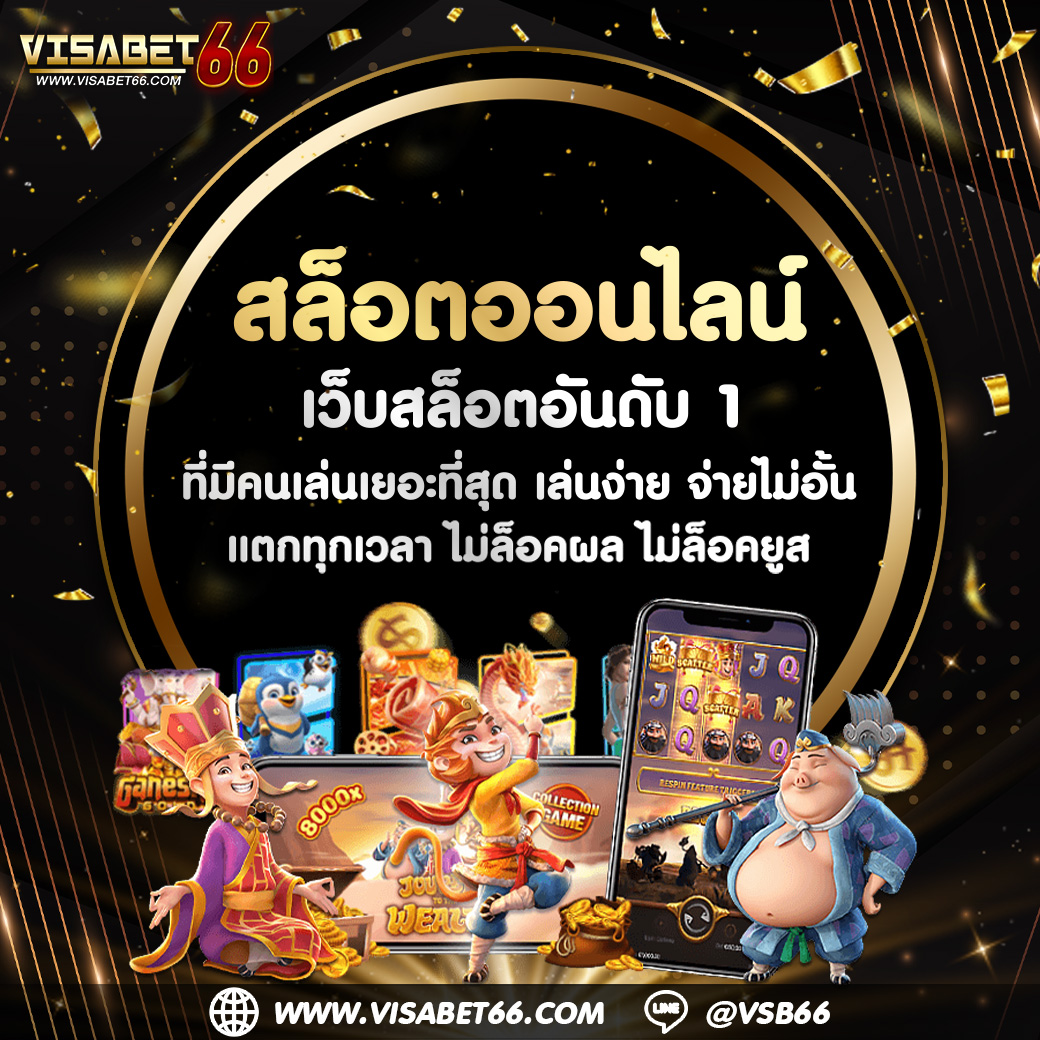 VISABET66
WWW.VISABET66.COM
สล็อตออนไลน์
เว็บสล็อตอันดับ 1
ที่มีคนเล่นเยอะที่สุด เล่นง่าย จ่ายไม่อั้น
แตกทุกเวลา ไม่ล็อคผล ไม่ล็อคยูส
WILD SCATTER J Q
J Q SCATTER A K
Q Q
RESPIN FEATURE TRIGGER
8000x
COLLECTION
GAME
WWW.VISABET66.COM
LINE @VSB66